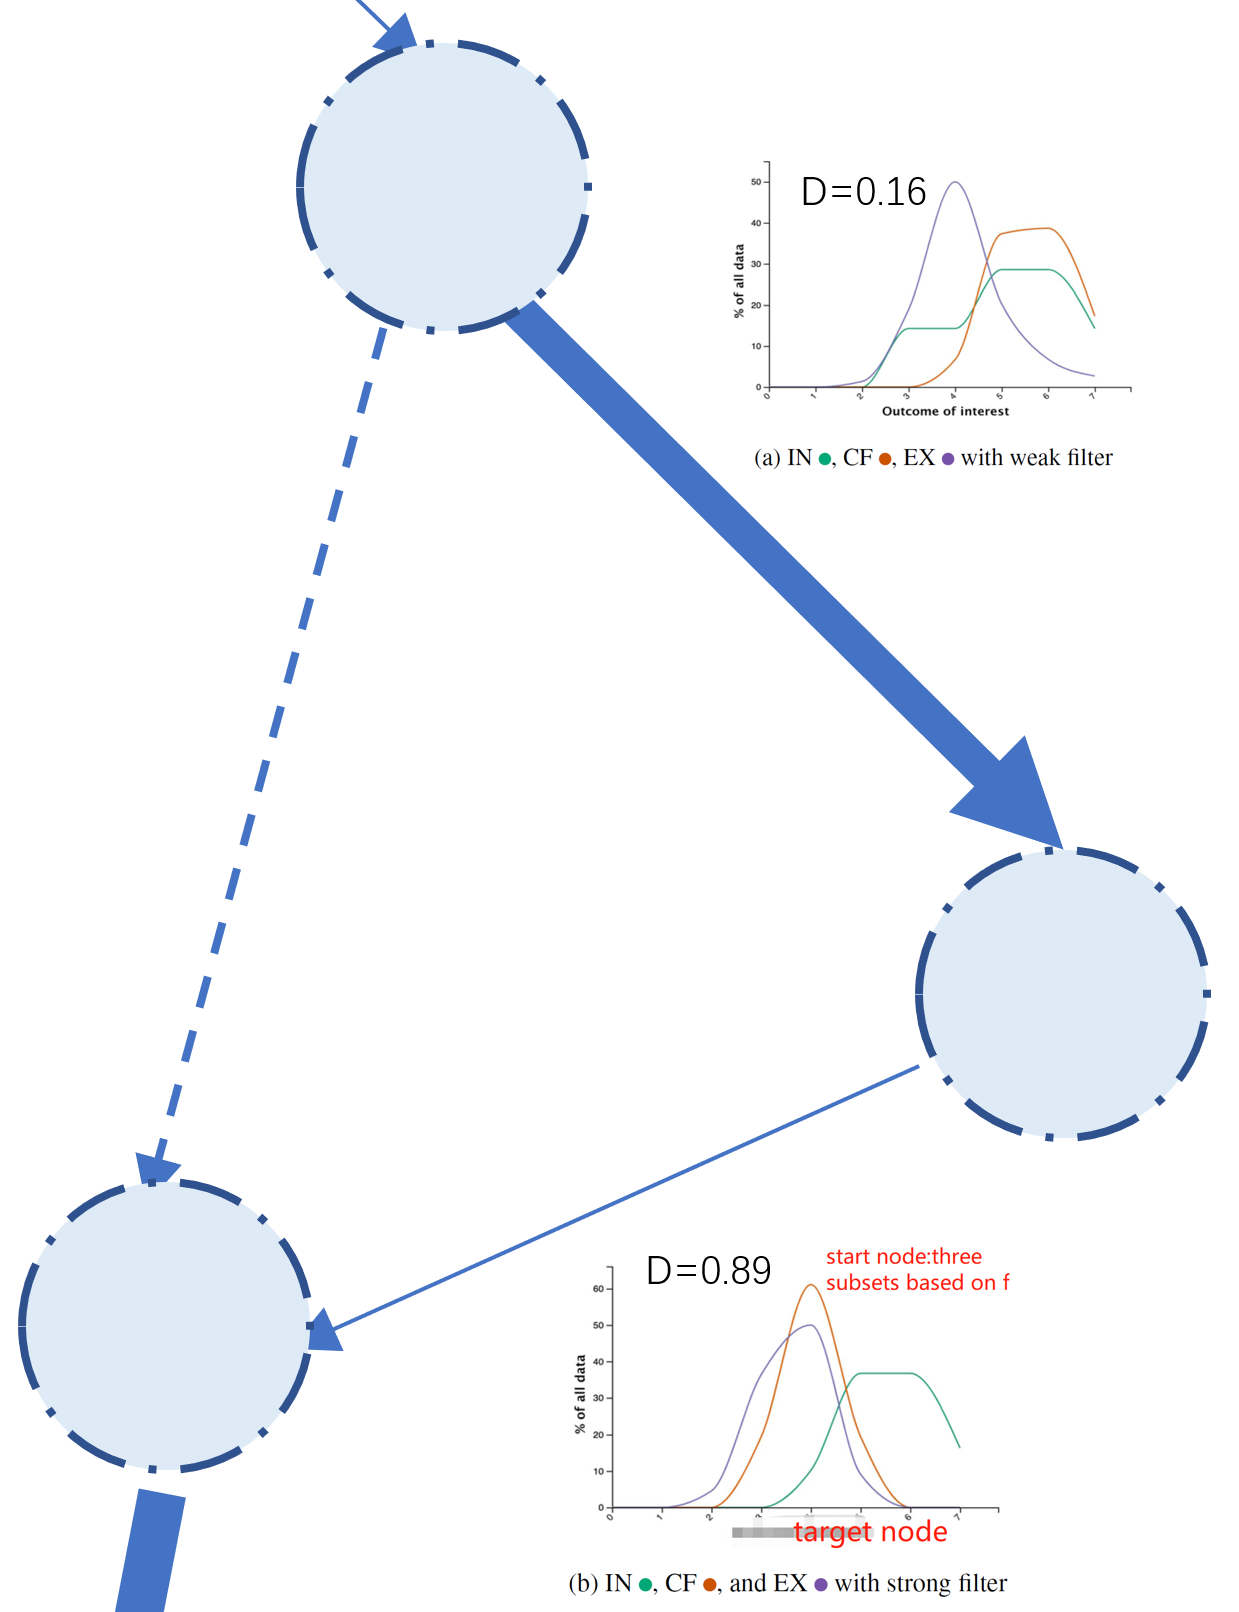 D=0.16
% of all data
50
40
30
20
10
0
0 1 2 3 4 5 6 7
Outcome of interest
(a) IN , CF , EX with weak filter
D=0.89
start node:three
subsets based on f
% of all data
60
50
40
30
20
10
0
0 1 2 6 7
target node
(b) IN , CF , and EX with strong filter